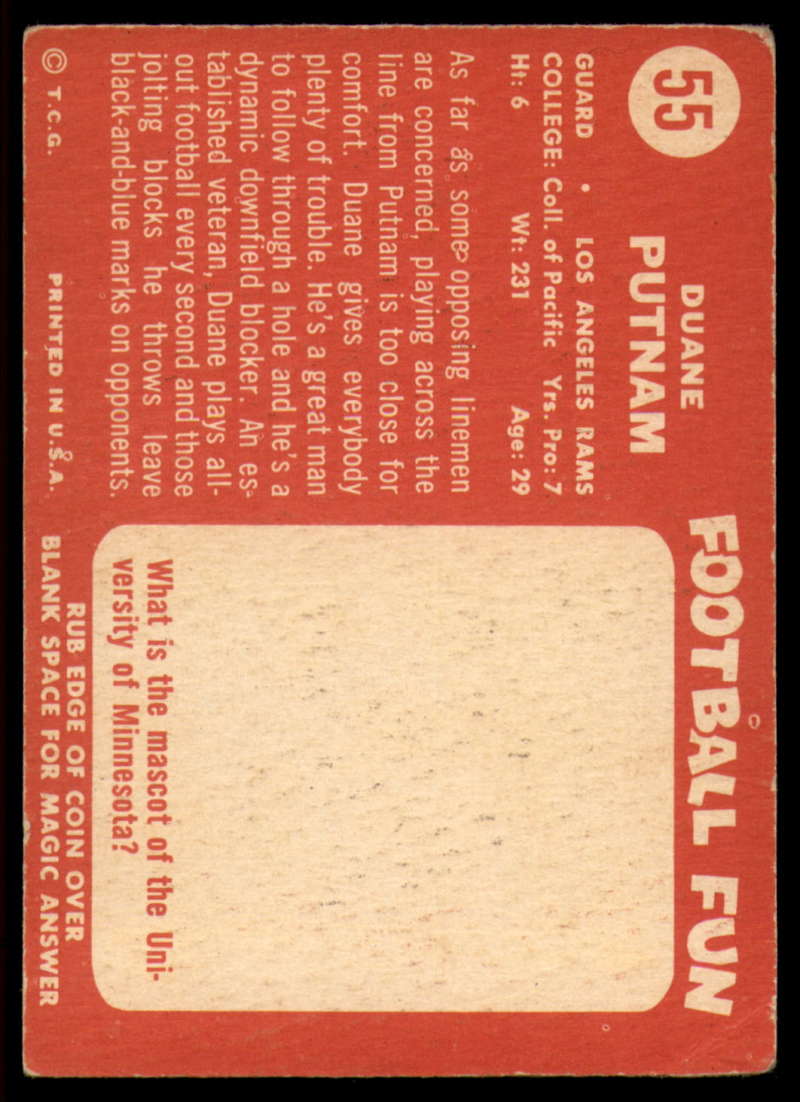 55
DUANE
PUTNAM
GUARD • LOS ANGELES RAMS
COLLEGE: Coll. of Pacific Yrs. Pro: 7
Ht: 6 Wt: 231 Age: 29
As far as some opposing linemen
are concerned, playing across the
line from Putnam is too close for
comfort. Duane gives everybody
plenty of trouble. He's a great man
to follow through a hole and he's a
dynamic downfield blocker. An es-
tablished veteran, Duane plays all-
out football every second and those
jolting blocks he throws leave
black-and-blue marks on opponents.
© T.C.G. PRINTED IN U.S.A.
FOOTBALL FUN
What is the mascot of the Uni-
versity of Minnesota?
RUB EDGE OF COIN OVER
BLANK SPACE FOR MAGIC ANSWER